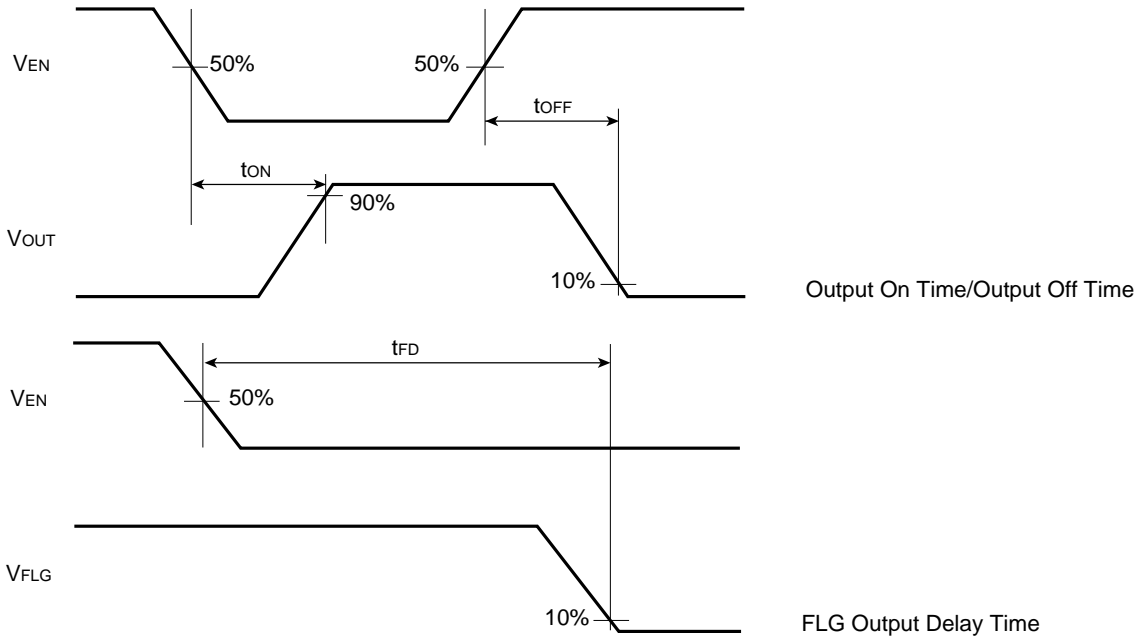 VEN
50%
50%
tOFF
tON
90%
VOUT
10%
Output On Time/Output Off Time
tFD
VEN
50%
VFLG
10%
FLG Output Delay Time